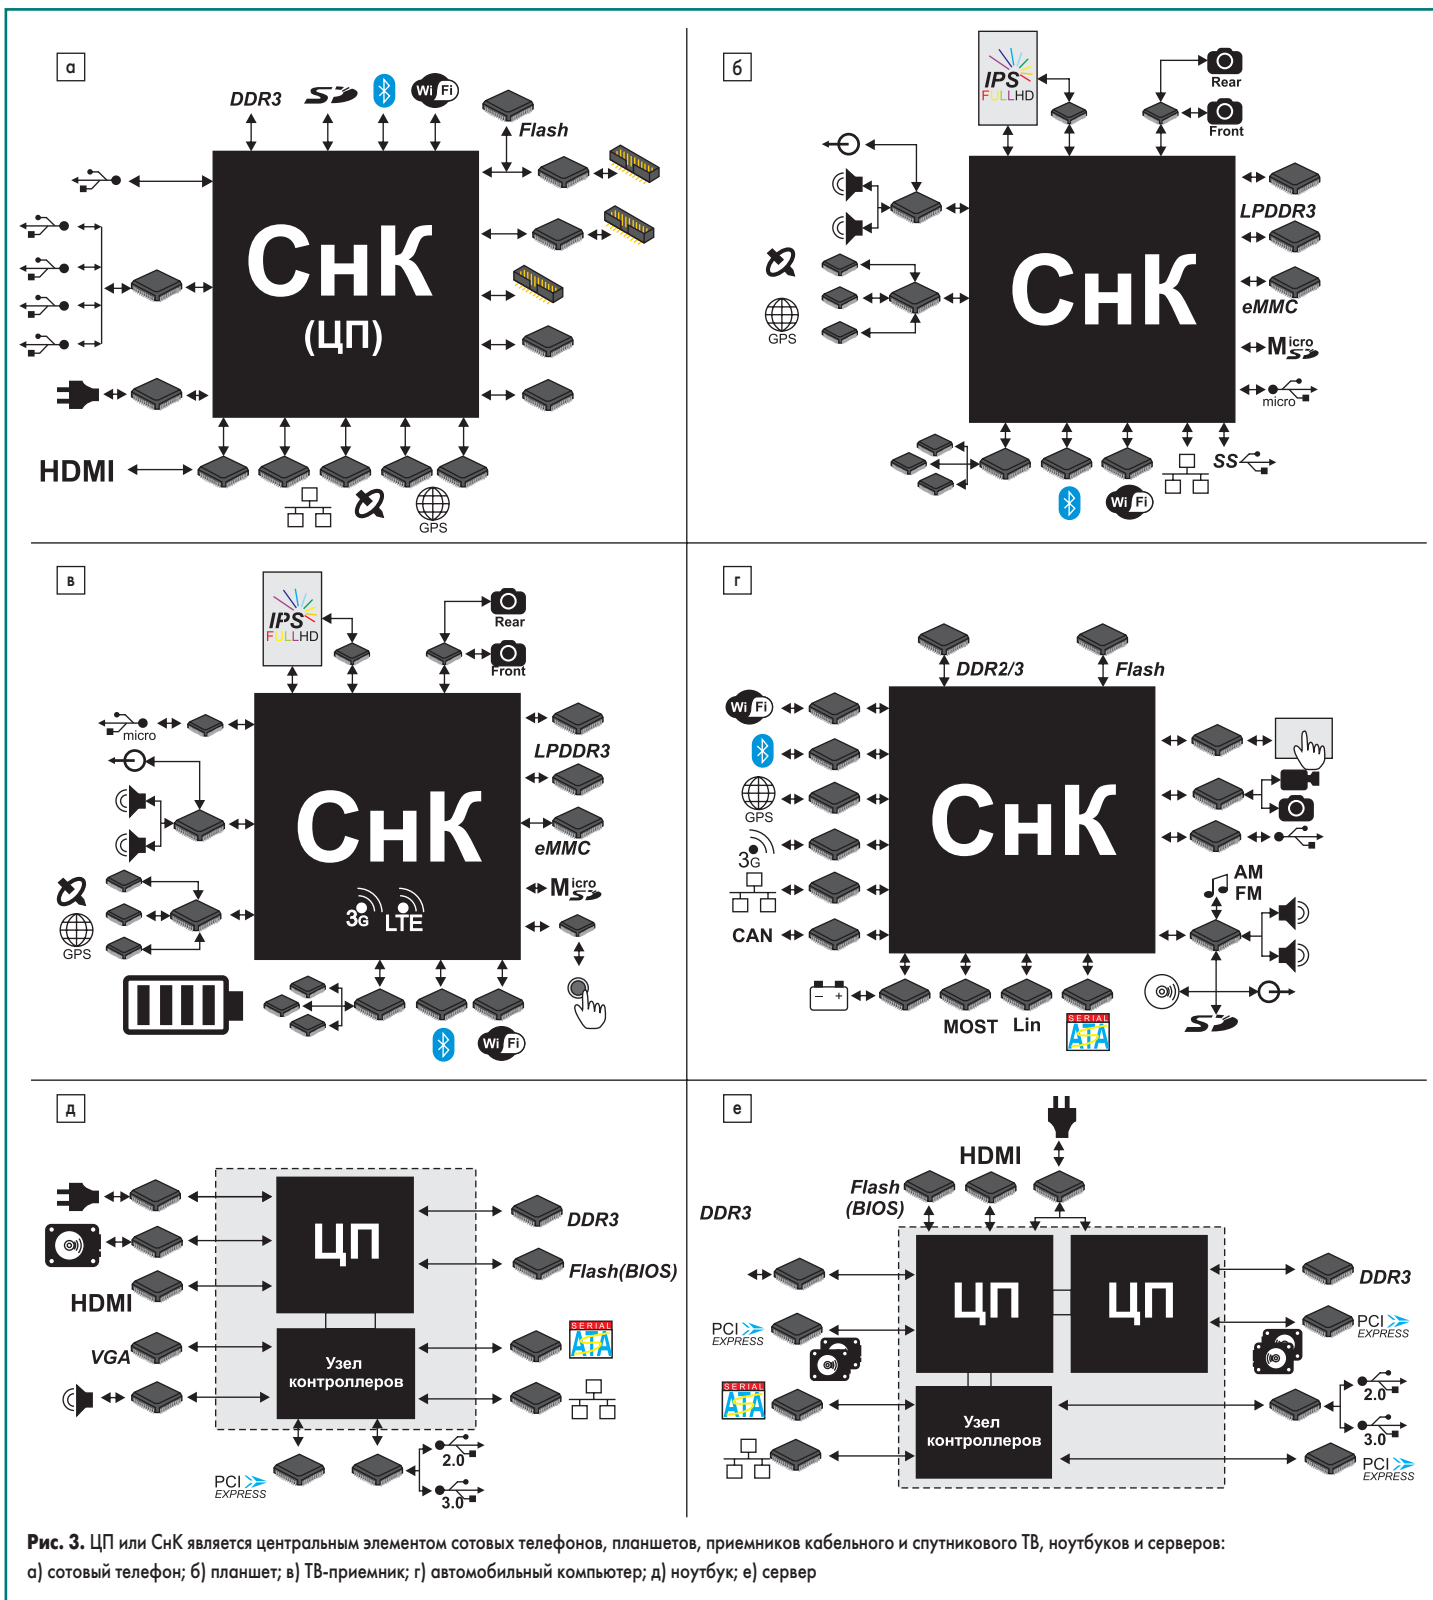 а
DDR3
SD
Wi Fi
Flash
СнК
(ЦП)
HDMI
GPS
б
IPS
FULLHD
Rear
Front
LPDDR3
СнК
eMMC
GPS
Micro SD
micro
SS
Wi Fi
в
IPS
FULLHD
Rear
Front
micro
LPDDR3
СнК
eMMC
Micro SD
3G LTE
GPS
Wi Fi
г
DDR2/3
Flash
Wi Fi
GPS
СнК
3G
AM
FM
CAN
MOST
Lin
SERIAL
ATA
SD
д
ЦП
DDR3
Flash(BIOS)
HDMI
VGA
Узел
контроллеров
SERIAL
ATA
PCI
EXPRESS
2.0
3.0
е
HDMI
Flash
(BIOS)
DDR3
ЦП
ЦП
DDR3
PCI
EXPRESS
PCI
EXPRESS
SERIAL
ATA
Узел
контроллеров
2.0
3.0
PCI
EXPRESS
Рис. 3. ЦП или СнК является центральным элементом сотовых телефонов, планшетов, приемников кабельного и спутникового ТВ, ноутбуков и серверов:
а) сотовый телефон; б) планшет; в) ТВ-приемник; г) автомобильный компьютер; д) ноутбук; е) сервер